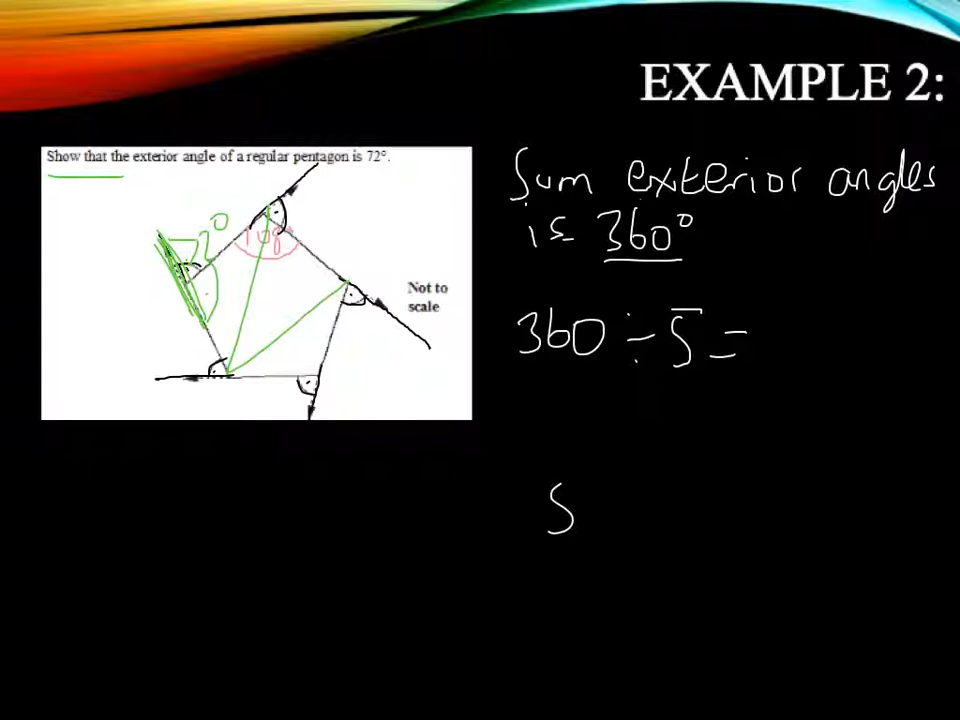 EXAMPLE 2:
Show that the exterior angle of a regular pentagon is 72°.
Sum exterior angles
is 360°
72°
108°
Not to
scale
360 ÷ 5 =
S